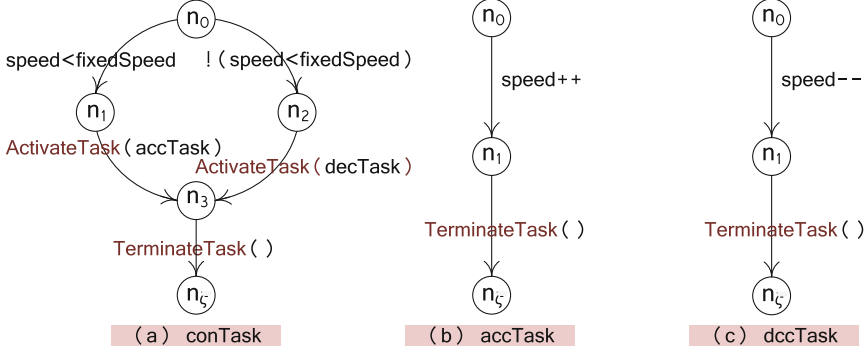 n0
speed<fixedSpeed
!(speed<fixedSpeed)
n1
n2
ActivateTask(accTask)
ActivateTask(decTask)
n3
TerminateTask()
nζ
(a) conTask
n0
speed++
n1
TerminateTask()
nζ
(b) accTask
n0
speed--
n1
TerminateTask()
nζ
(c) dccTask